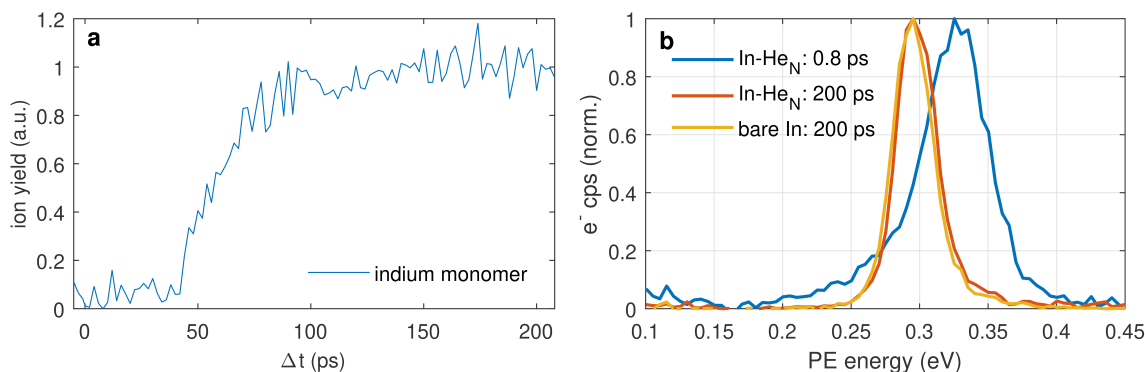 a
ion yield (a.u.)
1.2
1
0.8
0.6
0.4
0.2
0
indium monomer
0 50 100 150 200
Δt (ps)
b
e⁻ cps (norm.)
1
0.8
0.6
0.4
0.2
0
In-HeN: 0.8 ps
In-HeN: 200 ps
bare In: 200 ps
0.1 0.15 0.2 0.25 0.3 0.35 0.4 0.45
PE energy (eV)